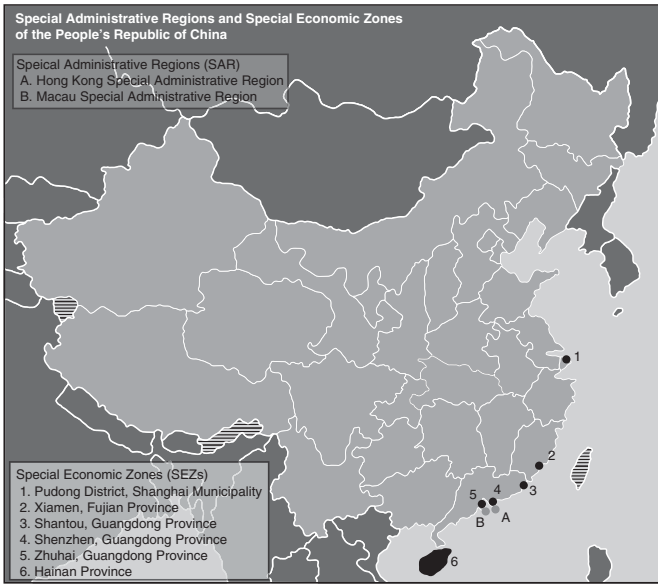 Special Administrative Regions and Special Economic Zones
of the People's Republic of China
Speical Administrative Regions (SAR)
A. Hong Kong Special Administrative Region
B. Macau Special Administrative Region
1
2
3
4
5
A
B
6
Special Economic Zones (SEZs)
1. Pudong District, Shanghai Municipality
2. Xiamen, Fujian Province
3. Shantou, Guangdong Province
4. Shenzhen, Guangdong Province
5. Zhuhai, Guangdong Province
6. Hainan Province